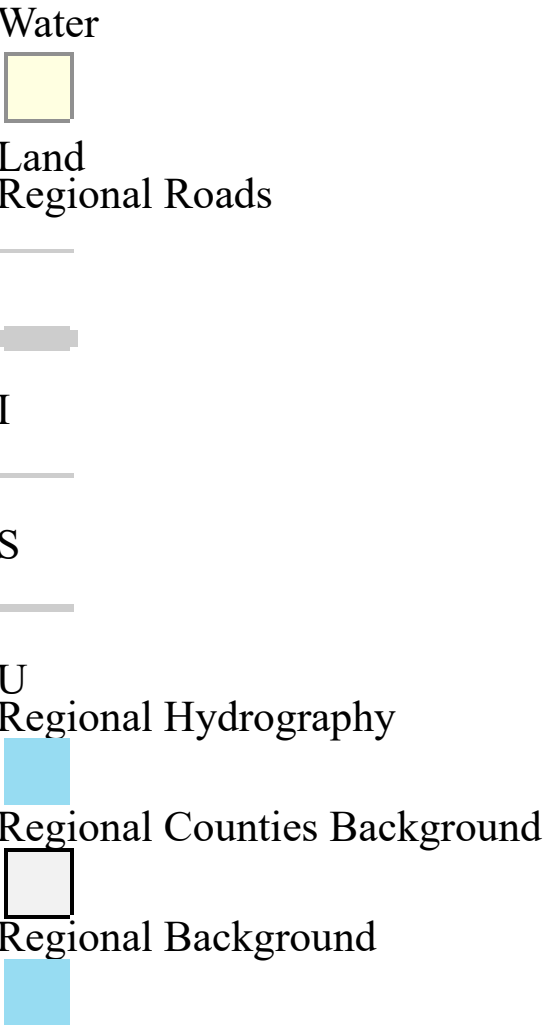 Water
Land
Regional Roads
I
S
U
Regional Hydrography
Regional Counties Background
Regional Background